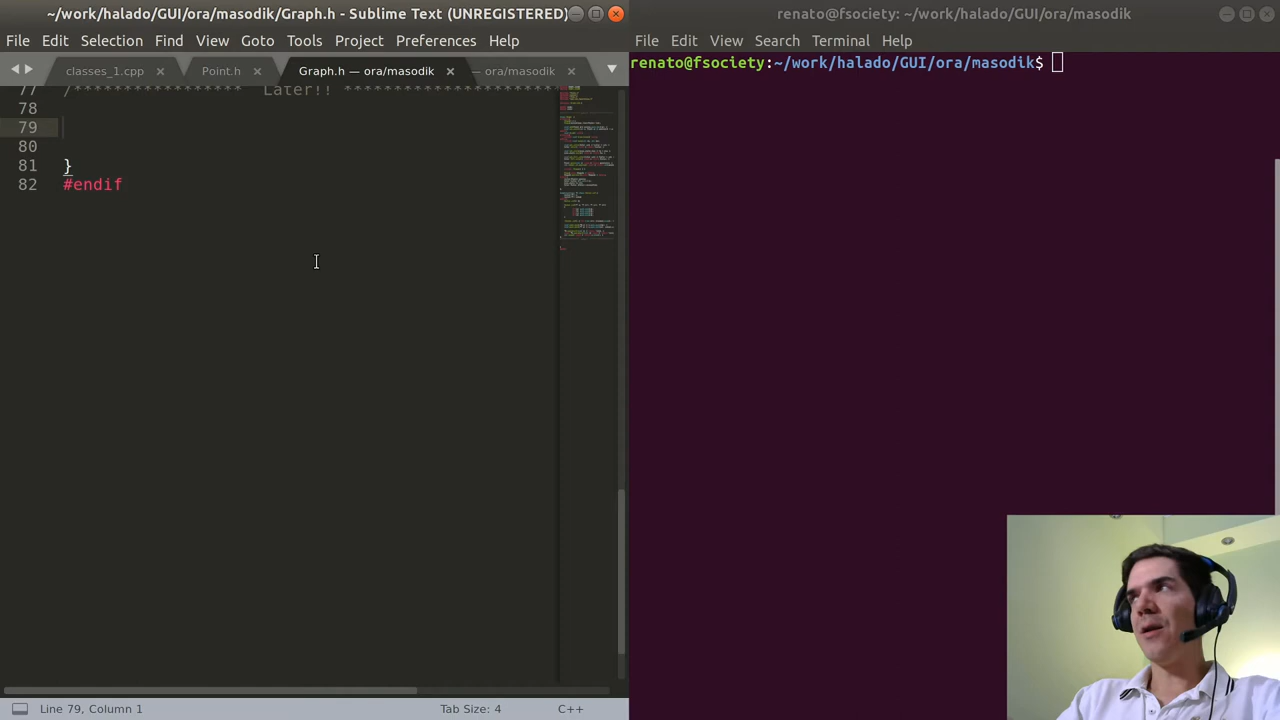 ~/work/halado/GUI/ora/masodik/Graph.h - Sublime Text (UNREGISTERED)
File Edit Selection Find View Goto Tools Project Preferences Help
classes_1.cpp Point.h Graph.h — ora/masodik — ora/masodik
77 /***************** Later!! **********************
78
79
80
81 }
82 #endif
Line 79, Column 1 Tab Size: 4 C++
renato@fsociety: ~/work/halado/GUI/ora/masodik
File Edit View Search Terminal Help
renato@fsociety:~/work/halado/GUI/ora/masodik$